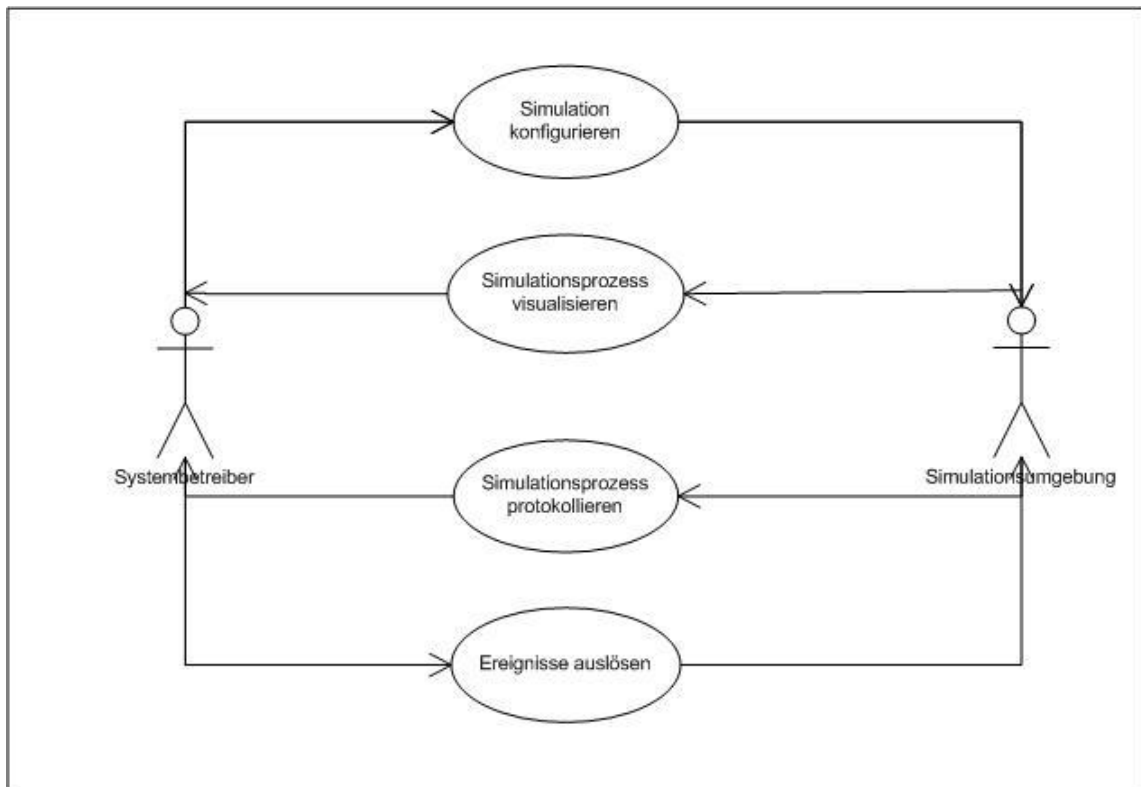 Simulation
konfigurieren
Simulationsprozess
visualisieren
Systembetreiber
Simulationsumgebung
Simulationsprozess
protokollieren
Ereignisse auslösen